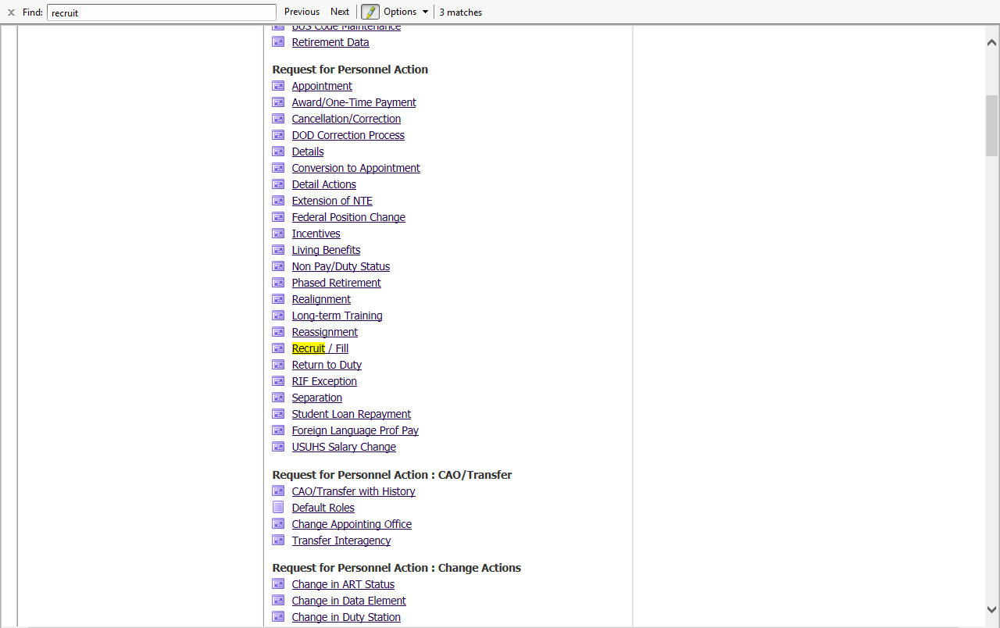 x Find: recruit Previous Next Options 3 matches
BUS Code Maintenance
Retirement Data
Request for Personnel Action
Appointment
Award/One-Time Payment
Cancellation/Correction
DOD Correction Process
Details
Conversion to Appointment
Detail Actions
Extension of NTE
Federal Position Change
Incentives
Living Benefits
Non Pay/Duty Status
Phased Retirement
Realignment
Long-term Training
Reassignment
Recruit / Fill
Return to Duty
RIF Exception
Separation
Student Loan Repayment
Foreign Language Prof Pay
USUHS Salary Change
Request for Personnel Action : CAO/Transfer
CAO/Transfer with History
Default Roles
Change Appointing Office
Transfer Interagency
Request for Personnel Action : Change Actions
Change in ART Status
Change in Data Element
Change in Duty Station